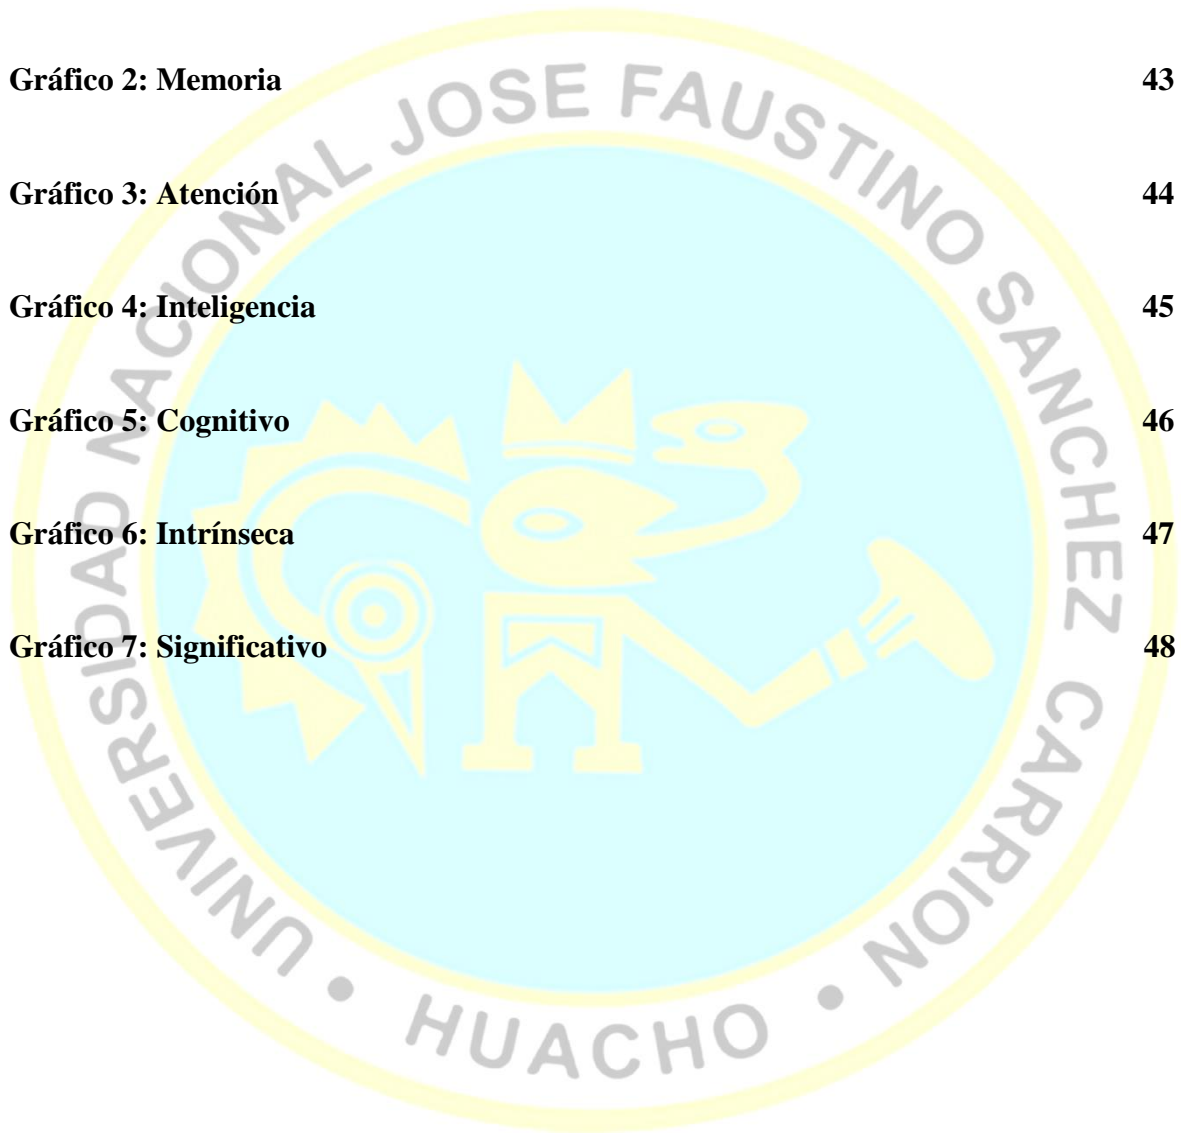 Gráfico 2: Memoria 43
Gráfico 3: Atención 44
Gráfico 4: Inteligencia 45
Gráfico 5: Cognitivo 46
Gráfico 6: Intrínseca 47
Gráfico 7: Significativo 48
UNIVERSIDAD NACIONAL JOSE FAUSTINO SANCHEZ CARRION • HUACHO •